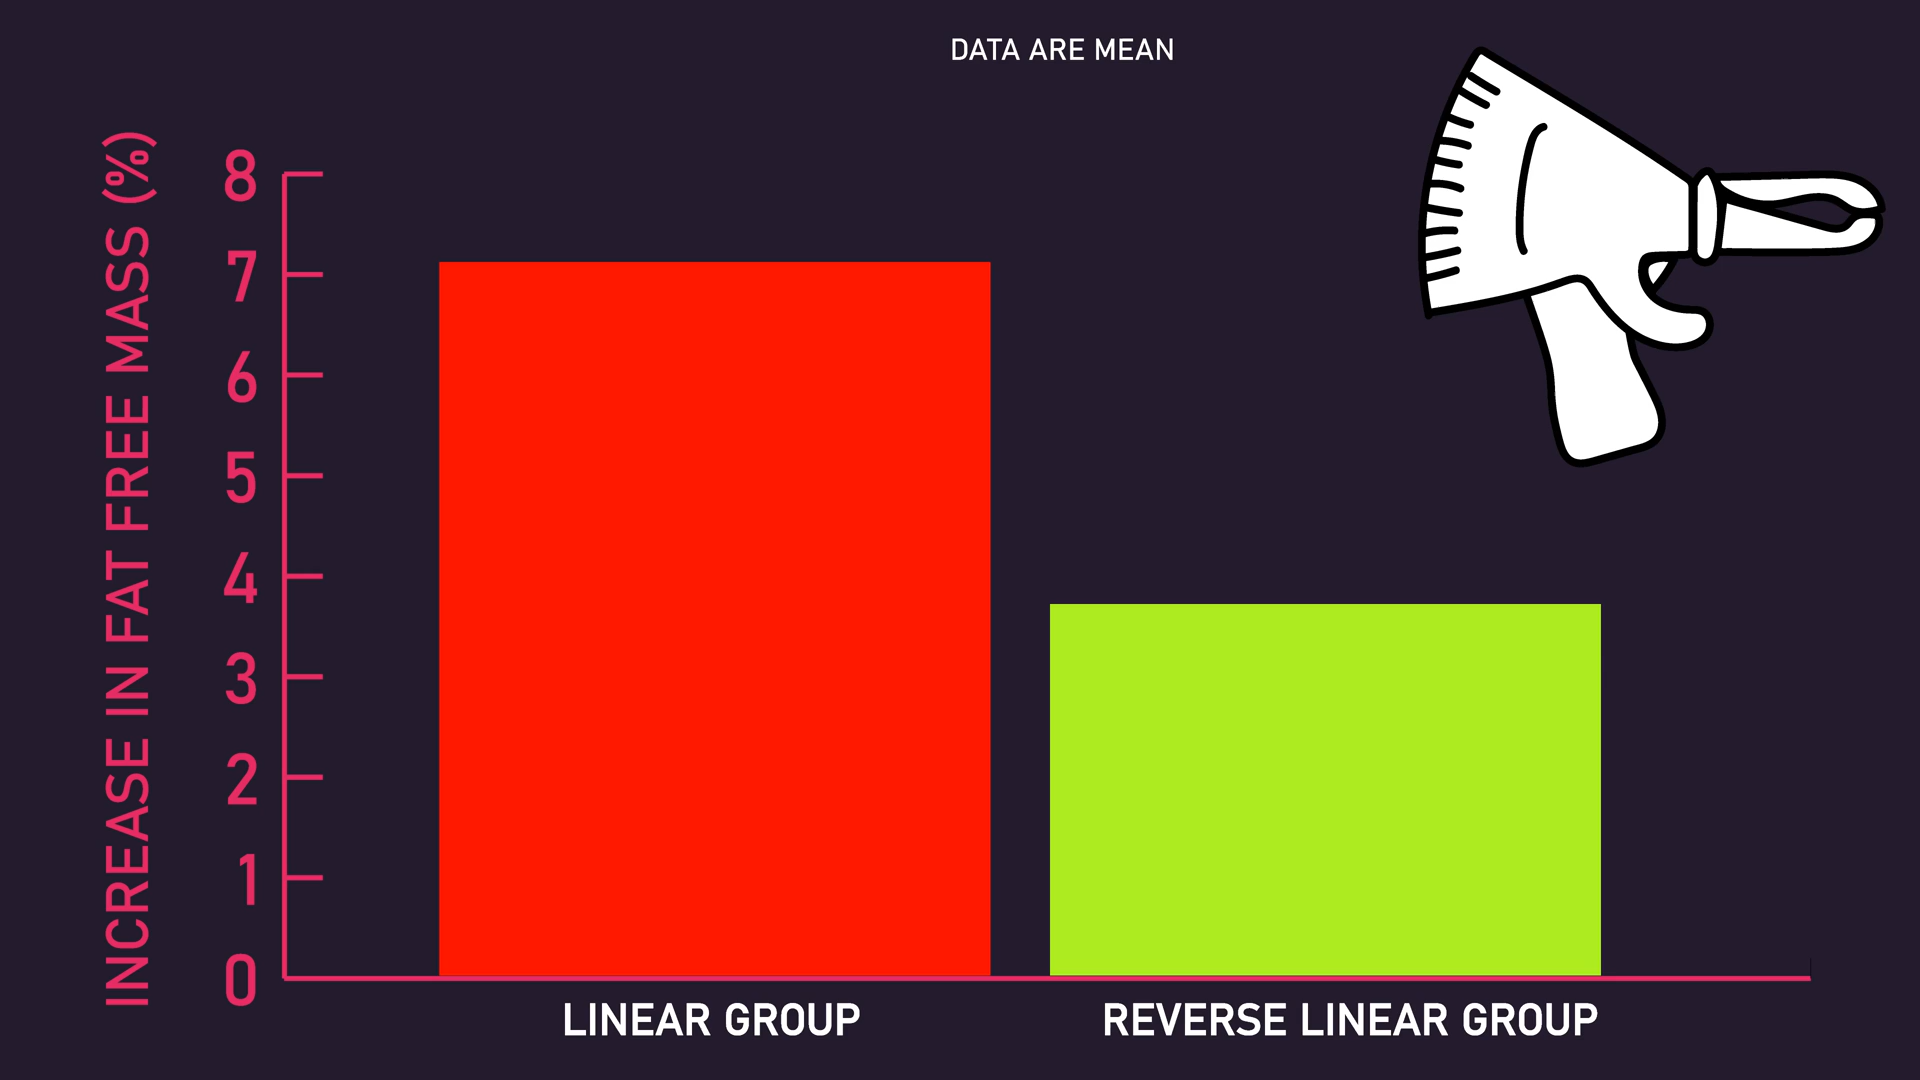 DATA ARE MEAN
INCREASE IN FAT FREE MASS (%)
8
7
6
5
4
3
2
1
0
LINEAR GROUP
REVERSE LINEAR GROUP